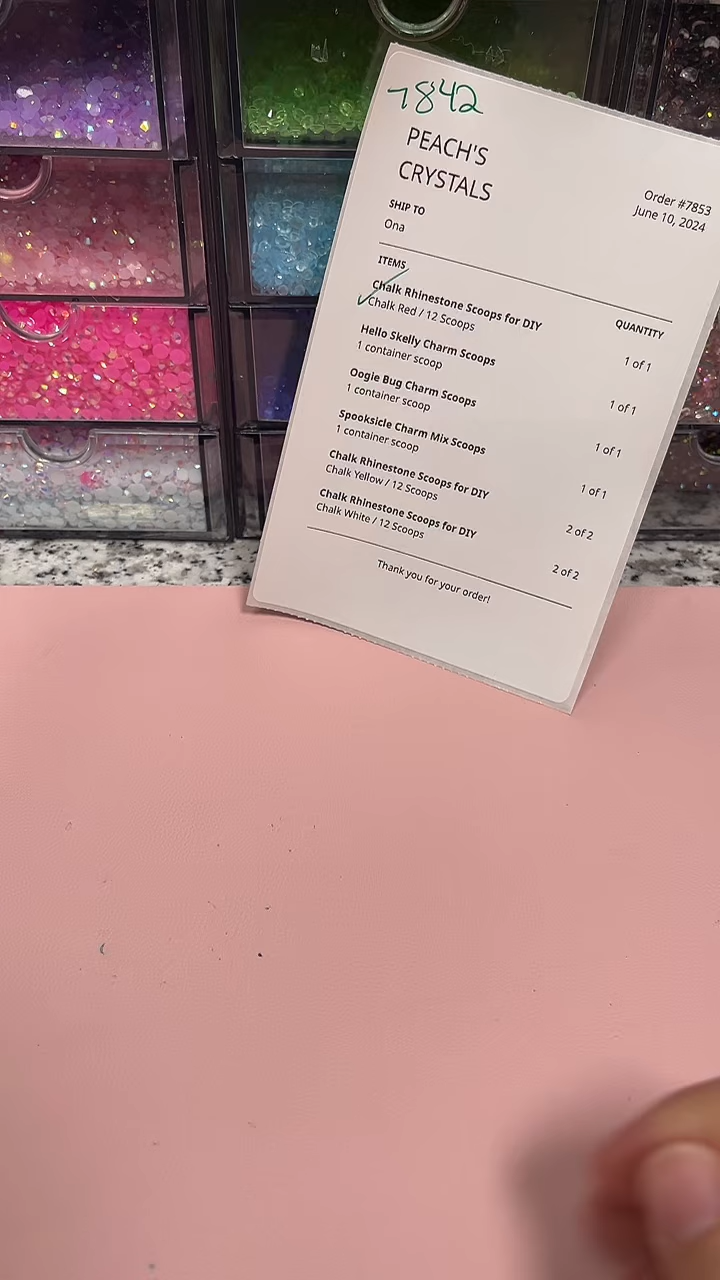 7842
PEACH'S
CRYSTALS
Order #7853
June 10, 2024
SHIP TO
Ona
ITEMS
QUANTITY
Chalk Rhinestone Scoops for DIY
Chalk Red / 12 Scoops
1 of 1
Hello Skelly Charm Scoops
1 container scoop
1 of 1
Oogie Bug Charm Scoops
1 container scoop
1 of 1
Spooksicle Charm Mix Scoops
1 container scoop
1 of 1
Chalk Rhinestone Scoops for DIY
Chalk Yellow / 12 Scoops
2 of 2
Chalk Rhinestone Scoops for DIY
Chalk White / 12 Scoops
2 of 2
Thank you for your order!